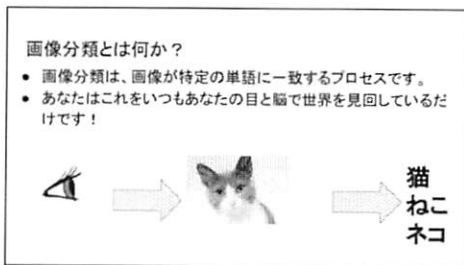 画像分類とは何か？
● 画像分類は、画像が特定の単語に一致するプロセスです。
● あなたはこれをいつもあなたの目と脳で世界を見回しているだ
けです！
猫
ねこ
ネコ